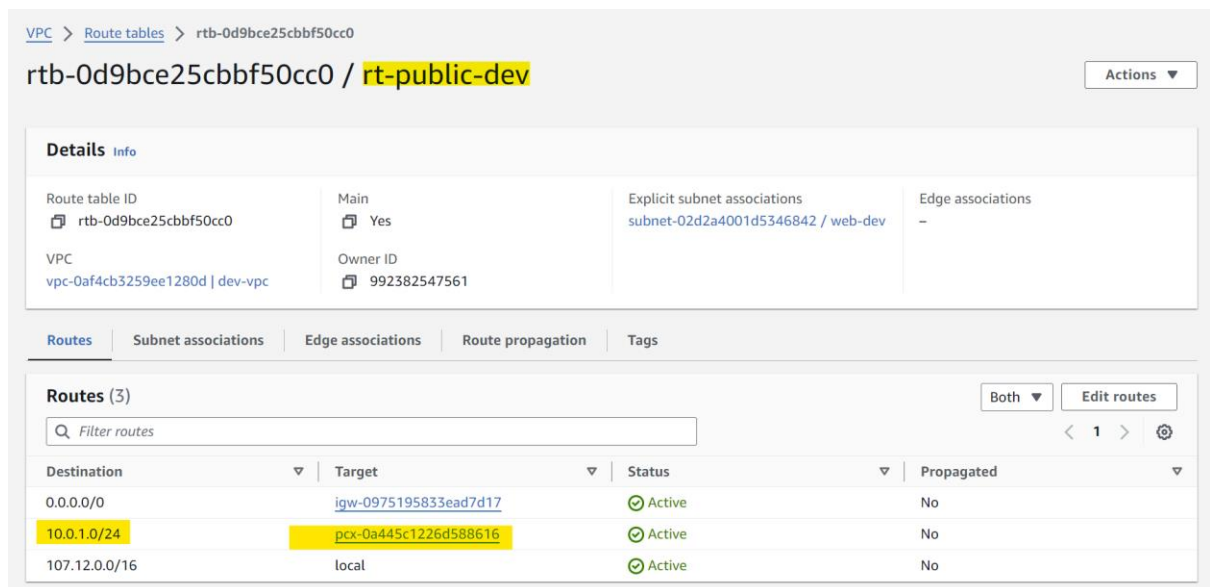 VPC > Route tables > rtb-0d9bce25cbbf50cc0
rtb-0d9bce25cbbf50cc0 / rt-public-dev
Actions
Details Info
Route table ID
rtb-0d9bce25cbbf50cc0
Main
Yes
Explicit subnet associations
subnet-02d2a4001d5346842 / web-dev
Edge associations
–
VPC
vpc-0af4cb3259ee1280d | dev-vpc
Owner ID
992382547561
Routes Subnet associations Edge associations Route propagation Tags
Routes (3)
Both Edit routes
Filter routes
< 1 >
Destination Target Status Propagated
0.0.0.0/0 igw-0975195833ead7d17 Active No
10.0.1.0/24 pcx-0a445c1226d588616 Active No
107.12.0.0/16 local Active No